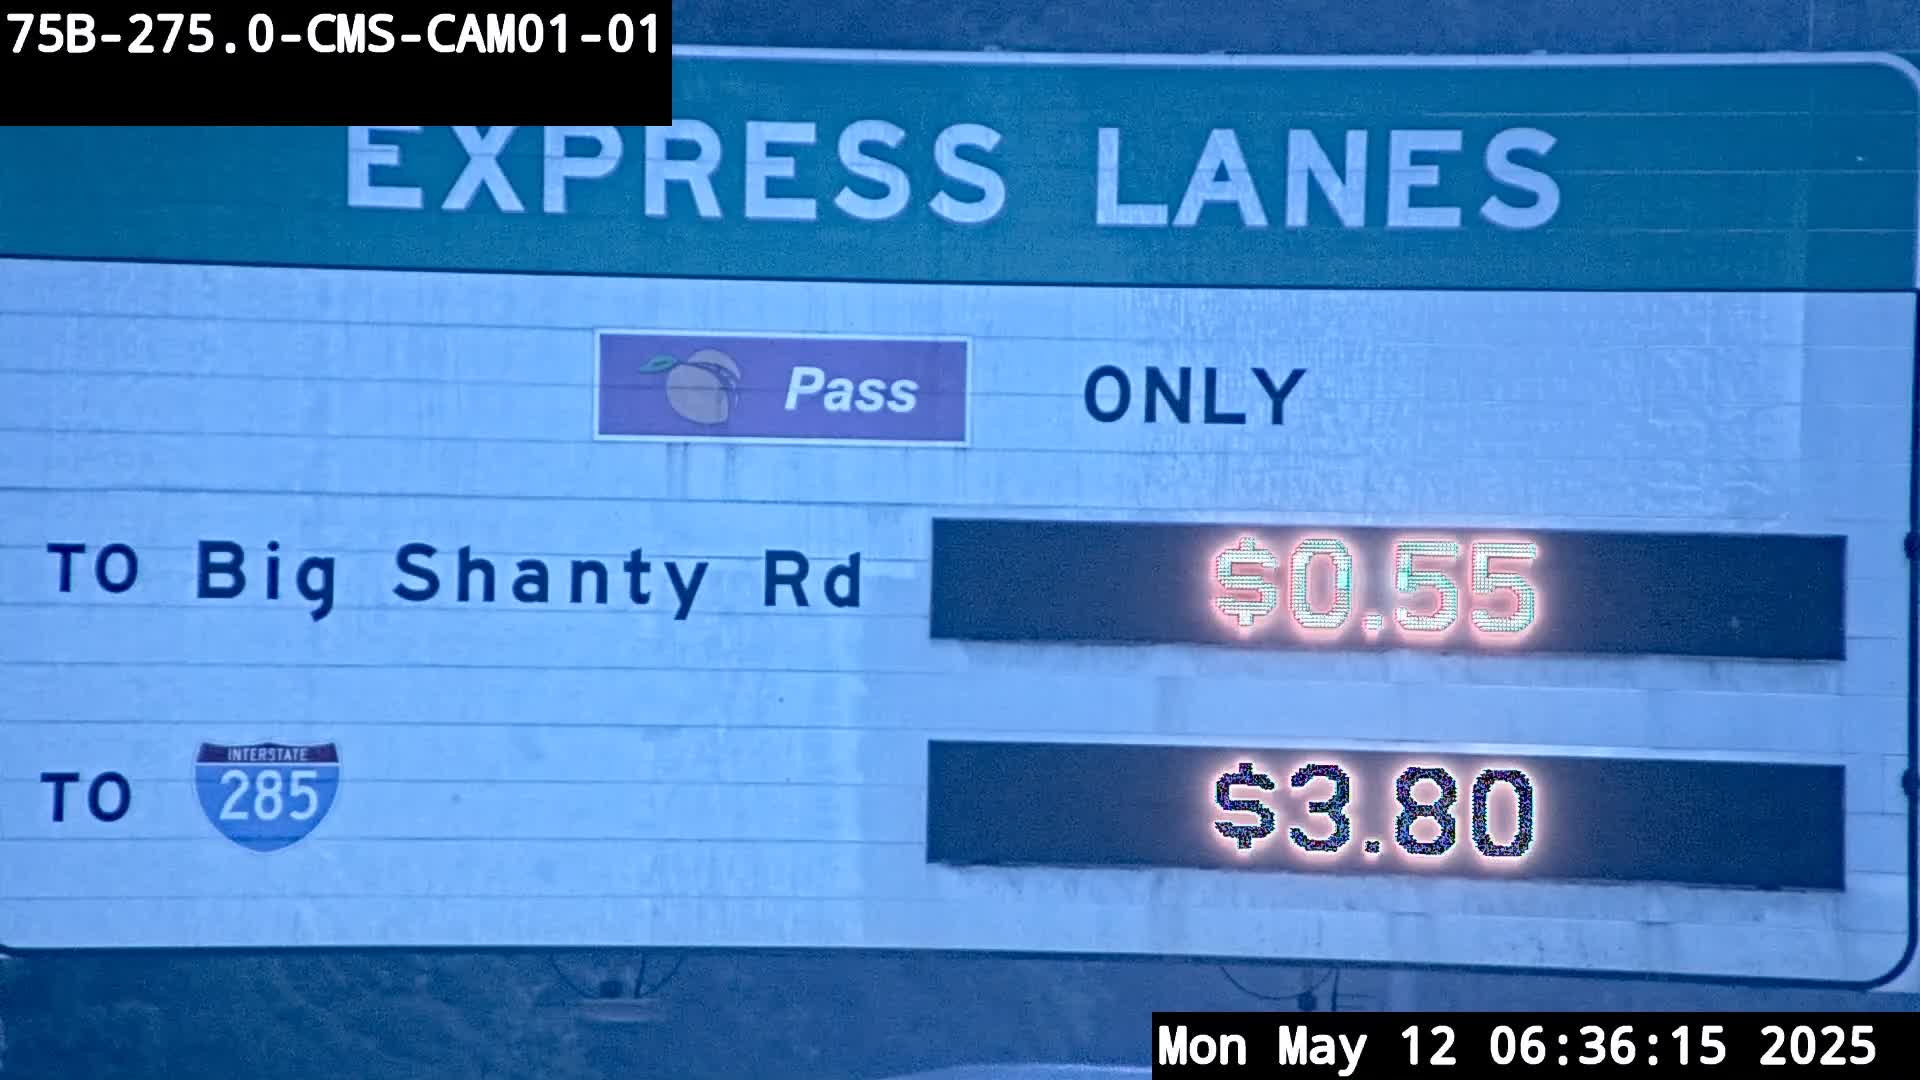 75B-275.0-CMS-CAM01-01
EXPRESS LANES
Pass ONLY
TO Big Shanty Rd $0.55
INTERSTATE
TO 285 $3.80
Mon May 12 06:36:15 2025